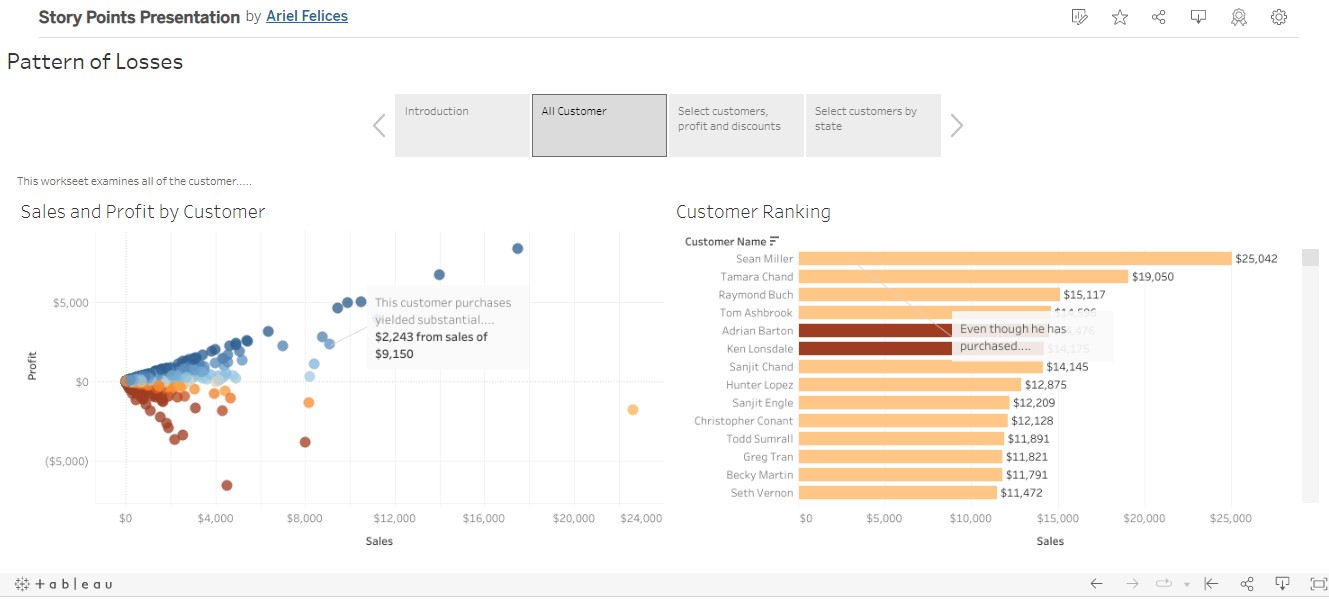 Story Points Presentation by Ariel Felices
Pattern of Losses
Introduction
All Customer
Select customers,
profit and discounts
Select customers by
state
This workseet examines all of the customer.....
Sales and Profit by Customer
Profit
$5,000
$0
($5,000)
This customer purchases
yielded substantial....
$2,243 from sales of
$9,150
$0
$4,000
$8,000
$12,000
$16,000
$20,000
$24,000
Sales
Customer Ranking
Customer Name
Sean Miller $25,042
Tamara Chand $19,050
Raymond Buch $15,117
Tom Ashbrook
Adrian Barton
Ken Lonsdale $14,175
Sanjit Chand $14,145
Hunter Lopez $12,875
Sanjit Engle $12,209
Christopher Conant $12,128
Todd Sumrall $11,891
Greg Tran $11,821
Becky Martin $11,791
Seth Vernon $11,472
Even though he has
purchased....
$0
$5,000
$10,000
$15,000
$20,000
$25,000
Sales
+ a b | e a u